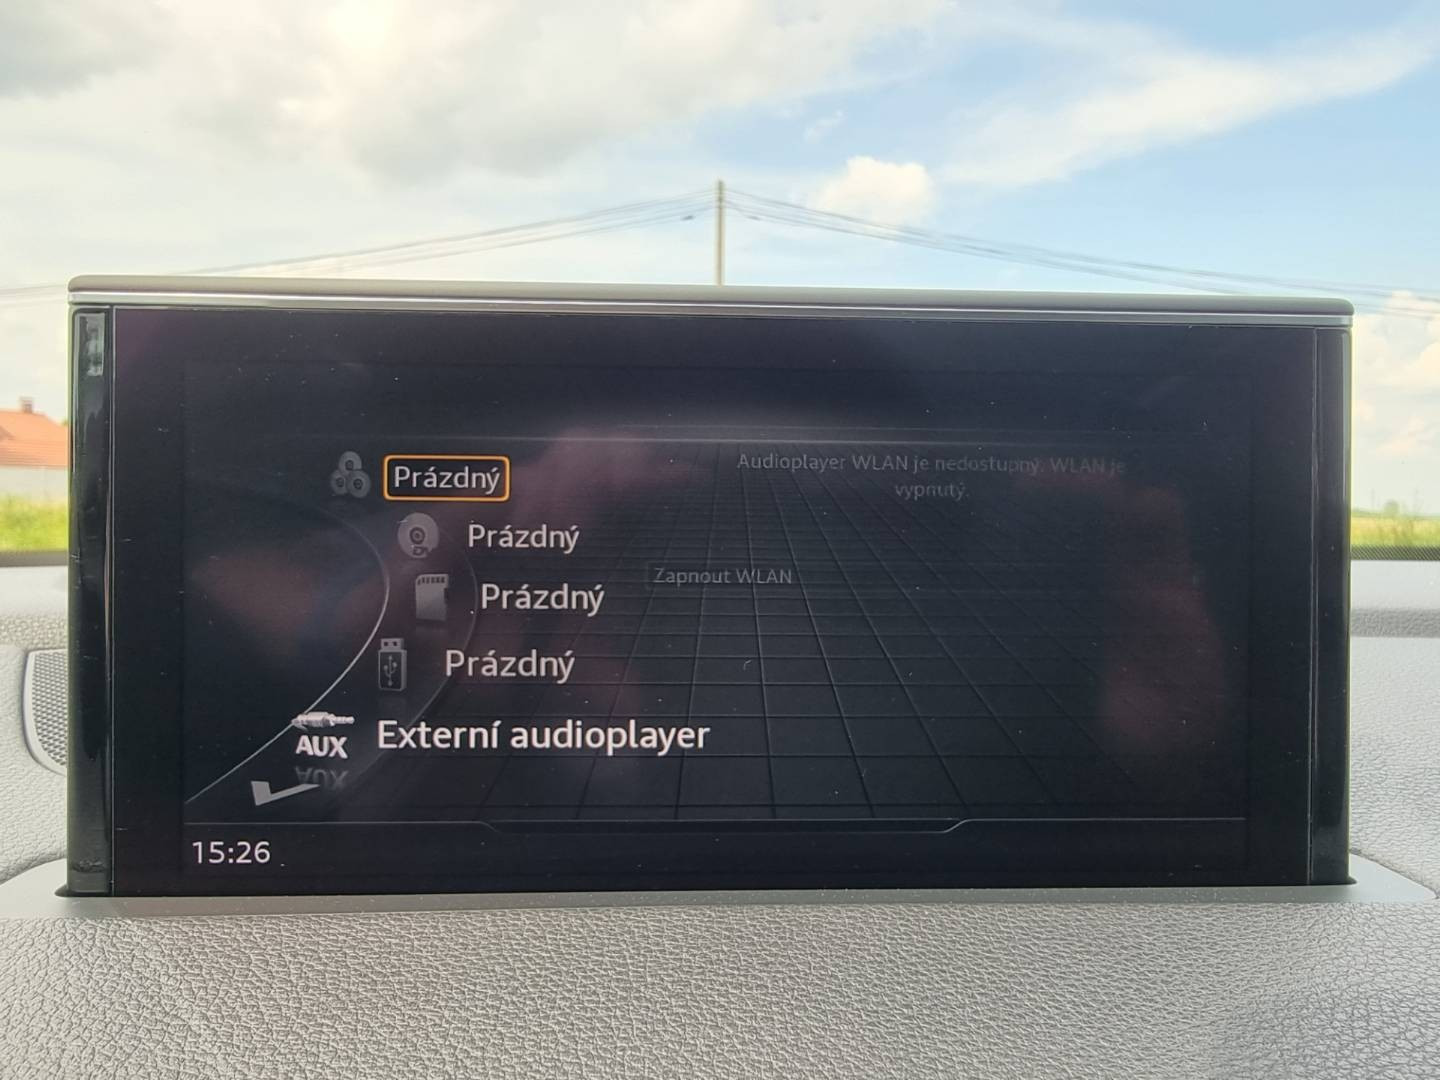 Prázdný
Audioplayer WLAN je nedostupný. WLAN je
vypnutý.
Prázdný
Zapnout WLAN
Prázdný
Prázdný
AUX
Externí audioplayer
15:26